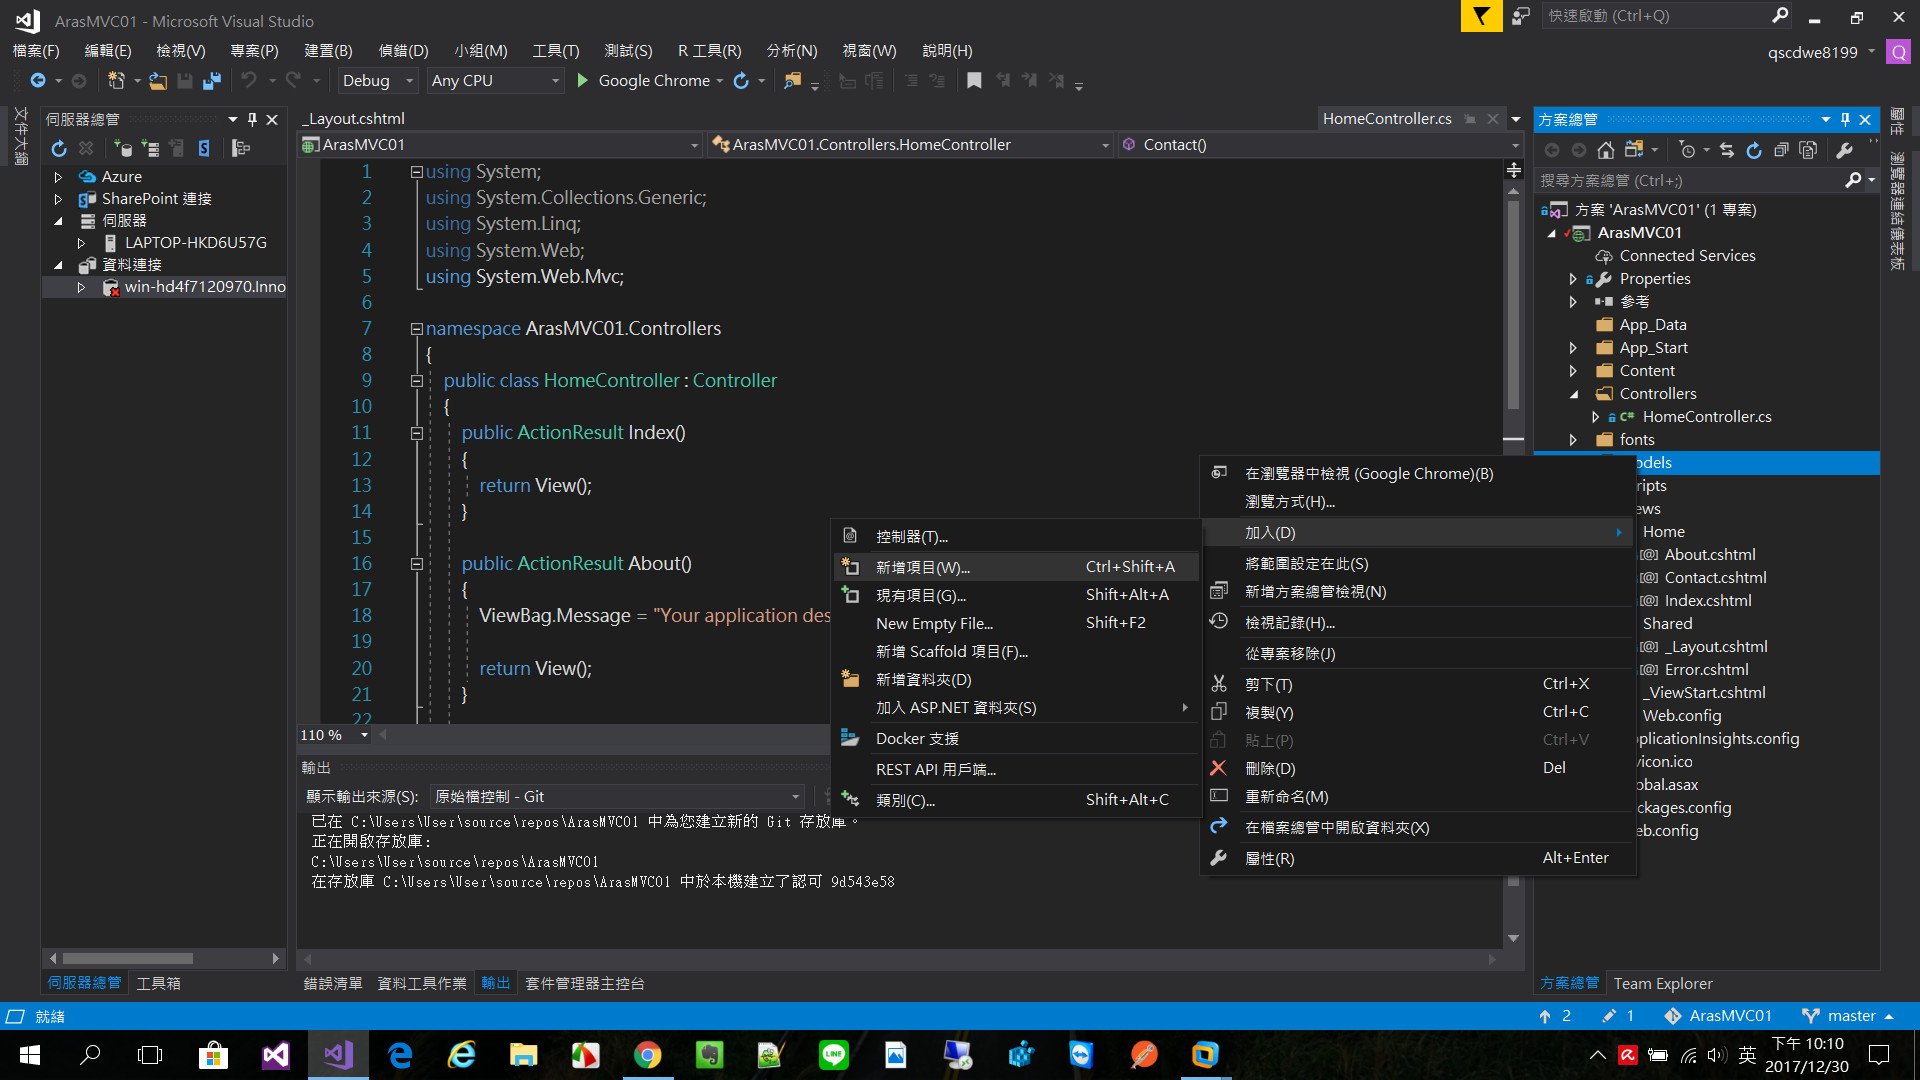 ArasMVC01 - Microsoft Visual Studio
快速啟動 (Ctrl+Q)
檔案(F) 編輯(E) 檢視(V) 專案(P) 建置(B) 偵錯(D) 小組(M) 工具(T) 測試(S) R 工具(R) 分析(N) 視窗(W) 說明(H)
qscdwe8199 Q
Debug Any CPU Google Chrome
文件大綱
伺服器總管
Azure
SharePoint 連接
伺服器
LAPTOP-HKD6U57G
資料連接
win-hd4f7120970.Inno
伺服器總管 工具箱
_Layout.cshtml
HomeController.cs
ArasMVC01 ArasMVC01.Controllers.HomeController Contact()
1 using System;
2 using System.Collections.Generic;
3 using System.Linq;
4 using System.Web;
5 using System.Web.Mvc;
6
7 namespace ArasMVC01.Controllers
8 {
9 public class HomeController : Controller
10 {
11 public ActionResult Index()
12 {
13 return View();
14 }
15
16 public ActionResult About()
17 {
18 ViewBag.Message = "Your application des
19
20 return View();
21 }
22
110 %
輸出
顯示輸出來源(S): 原始檔控制 - Git
已在 C:\Users\User\source\repos\ArasMVC01 中為您建立新的 Git 存放庫。
正在開啟存放庫:
C:\Users\User\source\repos\ArasMVC01
在存放庫 C:\Users\User\source\repos\ArasMVC01 中於本機建立了認可 9d543e58
錯誤清單 資料工具作業 輸出 套件管理器主控台
控制器(T)...
新增項目(W)... Ctrl+Shift+A
現有項目(G)... Shift+Alt+A
New Empty File... Shift+F2
新增 Scaffold 項目(F)...
新增資料夾(D)
加入 ASP.NET 資料夾(S)
Docker 支援
REST API 用戶端...
類別(C)... Shift+Alt+C
在瀏覽器中檢視 (Google Chrome)(B)
瀏覽方式(H)...
加入(D)
將範圍設定在此(S)
新增方案總管檢視(N)
檢視記錄(H)...
從專案移除(J)
剪下(T) Ctrl+X
複製(Y) Ctrl+C
貼上(P) Ctrl+V
刪除(D) Del
重新命名(M)
在檔案總管中開啟資料夾(X)
屬性(R) Alt+Enter
方案總管
搜尋方案總管 (Ctrl+;)
方案 'ArasMVC01' (1 專案)
ArasMVC01
Connected Services
Properties
參考
App_Data
App_Start
Content
Controllers
HomeController.cs
fonts
odels
ripts
ews
Home
About.cshtml
Contact.cshtml
Index.cshtml
Shared
_Layout.cshtml
Error.cshtml
_ViewStart.cshtml
Web.config
plicationInsights.config
vicon.ico
obal.asax
ckages.config
eb.config
方案總管 Team Explorer
屬性
瀏覽器連結儀表板
就緒
2 1 ArasMVC01 master
英
下午 10:10
2017/12/30